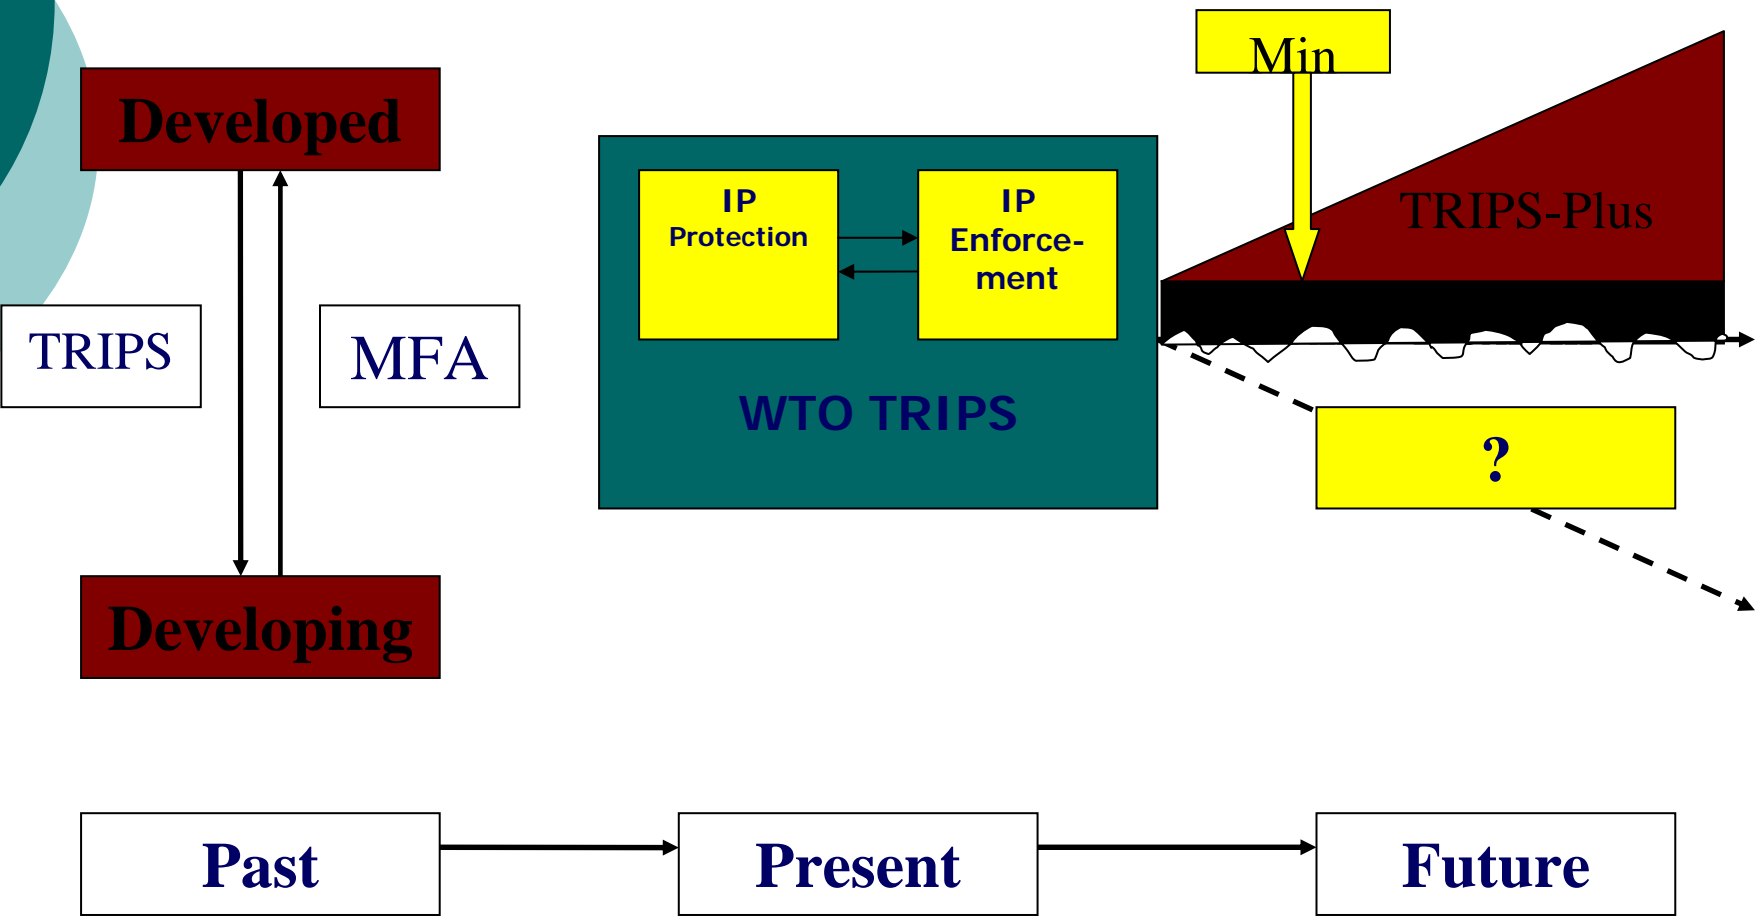 Developed
TRIPS
MFA
Developing
IP
Protection
IP
Enforce-
ment
WTO TRIPS
Min
TRIPS-Plus
?
Past
Present
Future